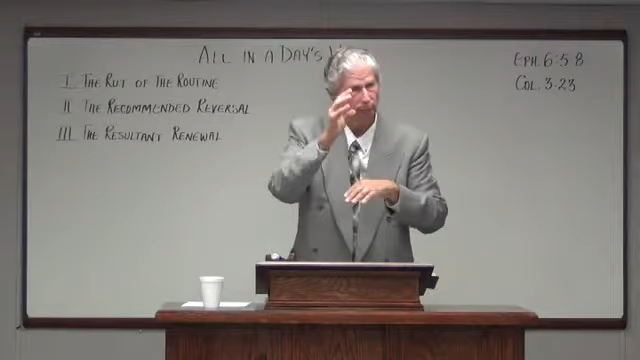 ALL IN A DAY'S
I THE RUT OF THE ROUTINE
II THE RECOMMENDED REVERSAL
III THE RESULTANT RENEWAL
EPH. 6:5-8
COL. 3:23